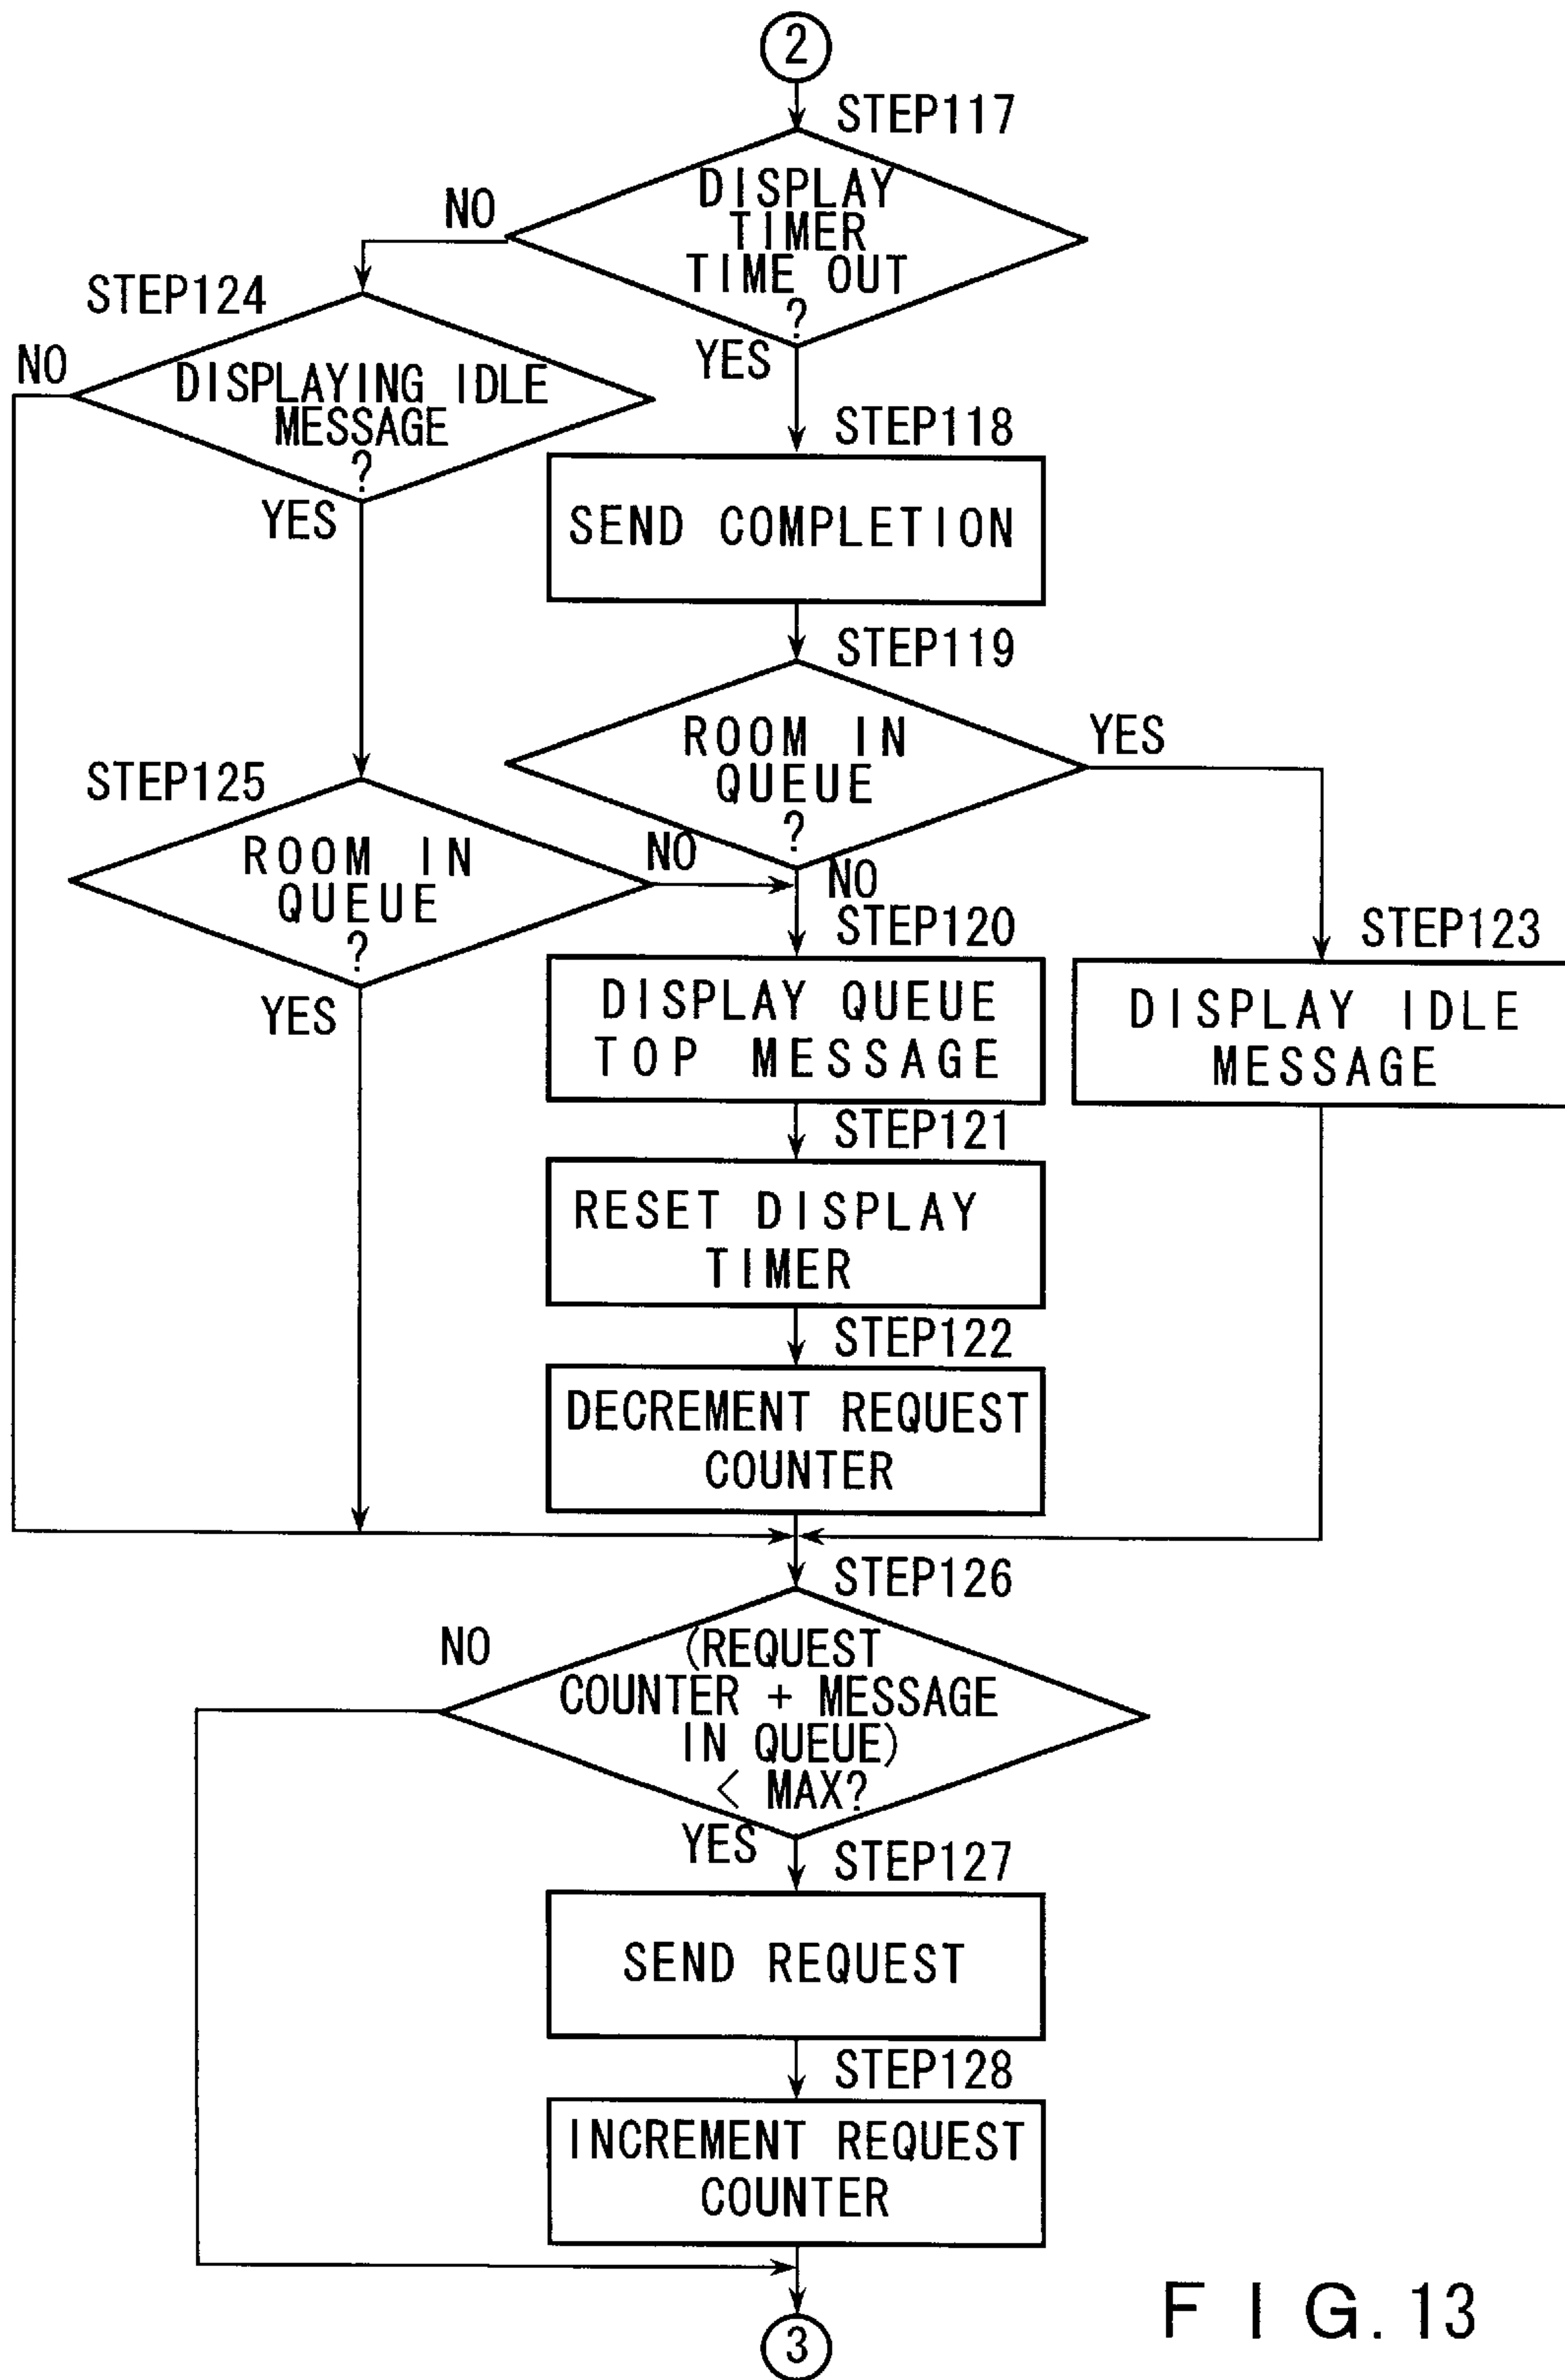 2
STEP117
DISPLAY
TIMER
TIME OUT
?
NO
YES
STEP124
NO
DISPLAYING IDLE
MESSAGE
?
YES
STEP118
SEND COMPLETION
STEP119
ROOM IN
QUEUE
?
YES
NO
STEP125
ROOM IN
QUEUE
?
NO
YES
STEP120
DISPLAY QUEUE
TOP MESSAGE
STEP123
DISPLAY IDLE
MESSAGE
STEP121
RESET DISPLAY
TIMER
STEP122
DECREMENT REQUEST
COUNTER
STEP126
NO
(REQUEST
COUNTER + MESSAGE
IN QUEUE)
< MAX?
YES
STEP127
SEND REQUEST
STEP128
INCREMENT REQUEST
COUNTER
3
FIG.13